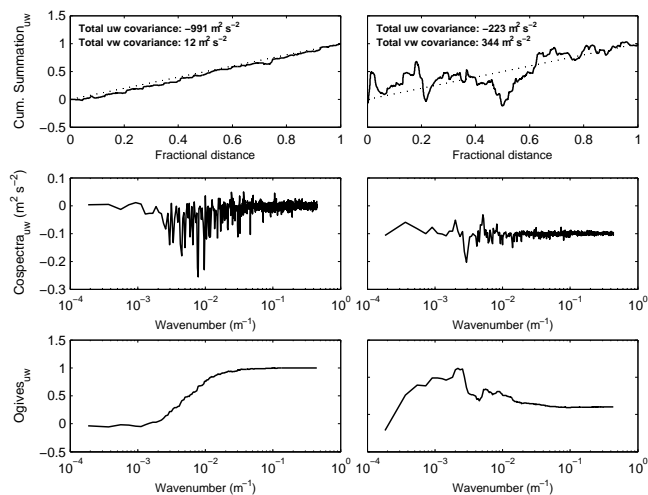 Cum. Summation_uw
1.5
1
0.5
0
−0.5
Total uw covariance: −991 m² s⁻²
Total vw covariance: 12 m² s⁻²
0 0.2 0.4 0.6 0.8 1
Fractional distance
Total uw covariance: −223 m² s⁻²
Total vw covariance: 344 m² s⁻²
0 0.2 0.4 0.6 0.8 1
Fractional distance
Cospectra_uw (m² s⁻²)
0.1
0
−0.1
−0.2
−0.3
10⁻⁴ 10⁻³ 10⁻² 10⁻¹ 10⁰
Wavenumber (m⁻¹)
10⁻⁴ 10⁻³ 10⁻² 10⁻¹ 10⁰
Wavenumber (m⁻¹)
Ogives_uw
1.5
1
0.5
0
−0.5
10⁻⁴ 10⁻³ 10⁻² 10⁻¹ 10⁰
Wavenumber (m⁻¹)
10⁻⁴ 10⁻³ 10⁻² 10⁻¹ 10⁰
Wavenumber (m⁻¹)